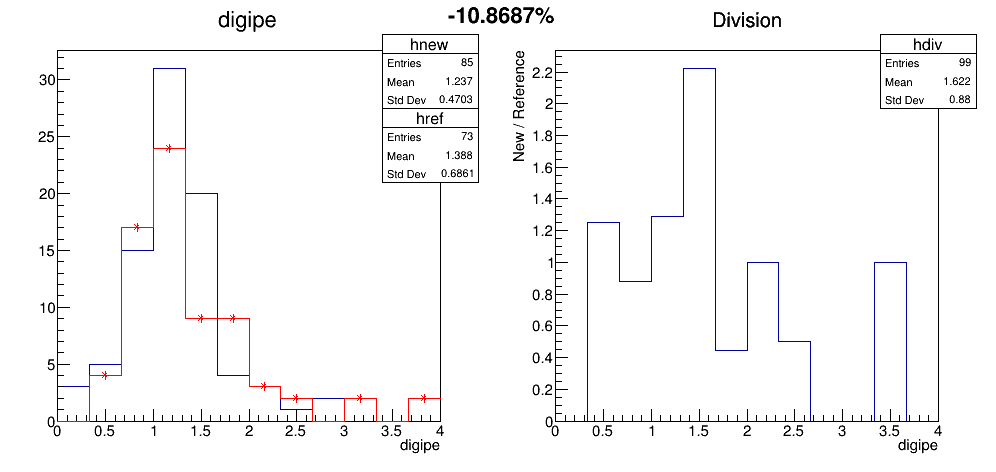 -10.8687%
digipe
hnew
Entries 85
Mean 1.237
Std Dev 0.4703
href
Entries 73
Mean 1.388
Std Dev 0.6861
30
25
20
15
10
5
0
0 0.5 1 1.5 2 2.5 3 3.5 4
digipe
Division
hdiv
Entries 99
Mean 1.622
Std Dev 0.88
New / Reference
2.2
2
1.8
1.6
1.4
1.2
1
0.8
0.6
0.4
0.2
0
0 0.5 1 1.5 2 2.5 3 3.5 4
digipe